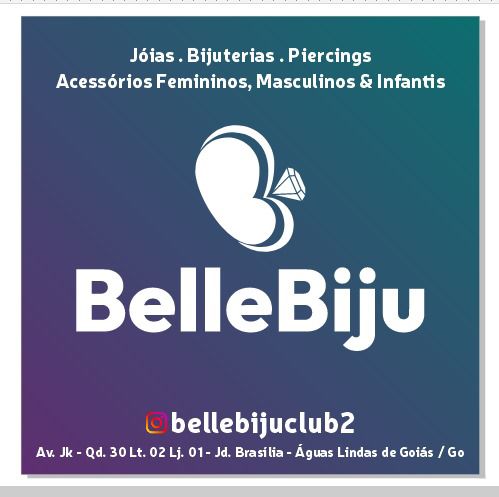 Jóias . Bijuterias . Piercings
Acessórios Femininos, Masculinos & Infantis
BelleBiju
bellebijuclub2
Av. Jk - Qd. 30 Lt. 02 Lj. 01 - Jd. Brasilia - Águas Lindas de Goiás / Go